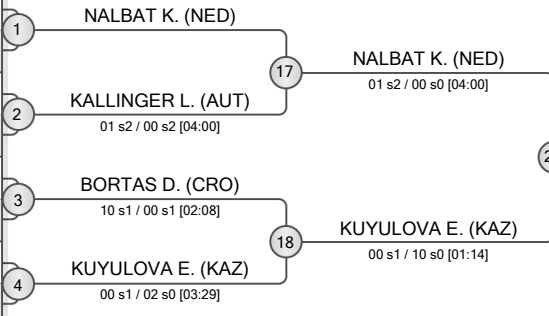 1
NALBAT K. (NED)
17
NALBAT K. (NED)
01 s2 / 00 s0 [04:00]
2
KALLINGER L. (AUT)
01 s2 / 00 s2 [04:00]
3
BORTAS D. (CRO)
10 s1 / 00 s1 [02:08]
18
KUYULOVA E. (KAZ)
00 s1 / 10 s0 [01:14]
4
KUYULOVA E. (KAZ)
00 s1 / 02 s0 [03:29]